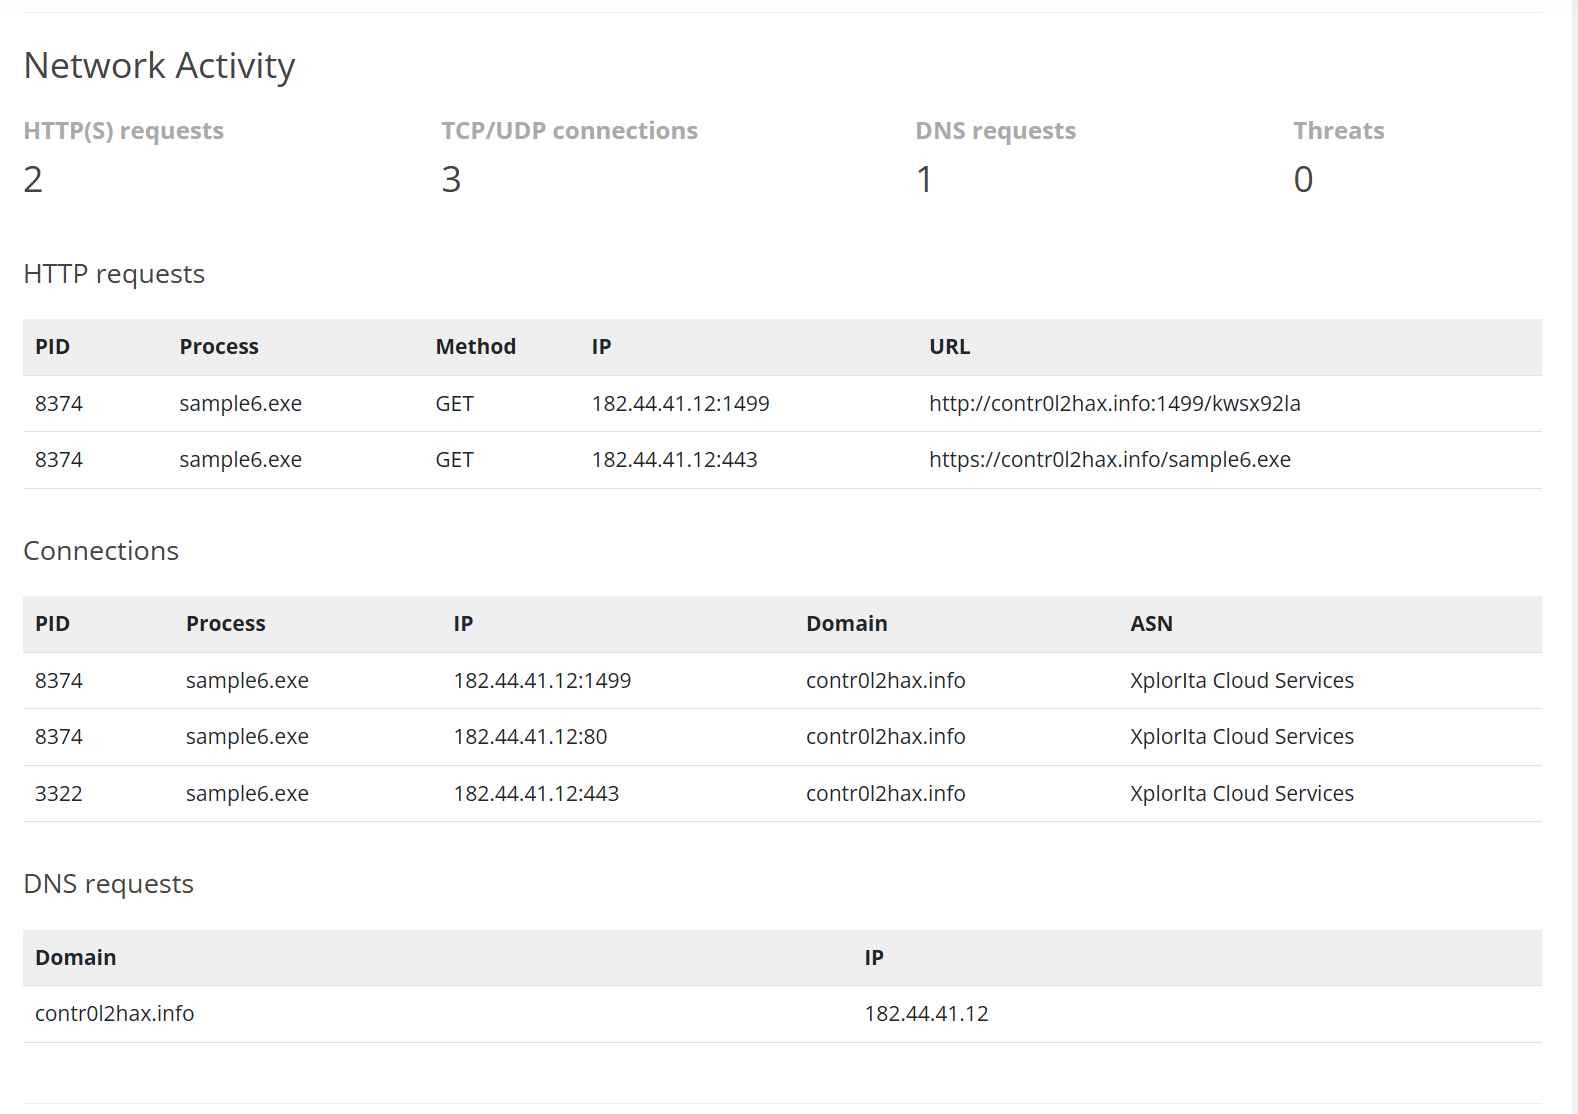 Network Activity
HTTP(S) requests TCP/UDP connections DNS requests Threats
2 3 1 0
HTTP requests
PID Process Method IP URL
8374 sample6.exe GET 182.44.41.12:1499 http://contr0l2hax.info:1499/kwsx92la
8374 sample6.exe GET 182.44.41.12:443 https://contr0l2hax.info/sample6.exe
Connections
PID Process IP Domain ASN
8374 sample6.exe 182.44.41.12:1499 contr0l2hax.info XplorIta Cloud Services
8374 sample6.exe 182.44.41.12:80 contr0l2hax.info XplorIta Cloud Services
3322 sample6.exe 182.44.41.12:443 contr0l2hax.info XplorIta Cloud Services
DNS requests
Domain IP
contr0l2hax.info 182.44.41.12